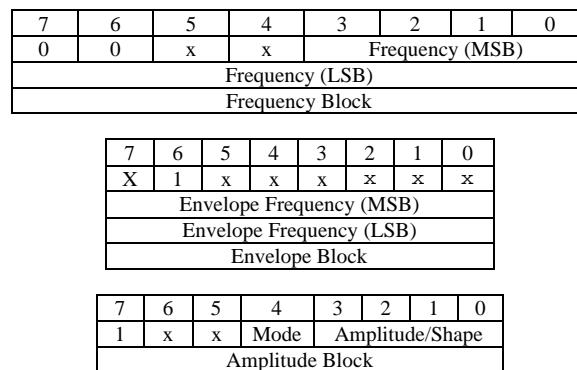 7 6 5 4 3 2 1 0
0 0 x x Frequency (MSB)
Frequency (LSB)
Frequency Block
7 6 5 4 3 2 1 0
X 1 x x x x x x
Envelope Frequency (MSB)
Envelope Frequency (LSB)
Envelope Block
7 6 5 4 3 2 1 0
1 x x Mode Amplitude/Shape
Amplitude Block